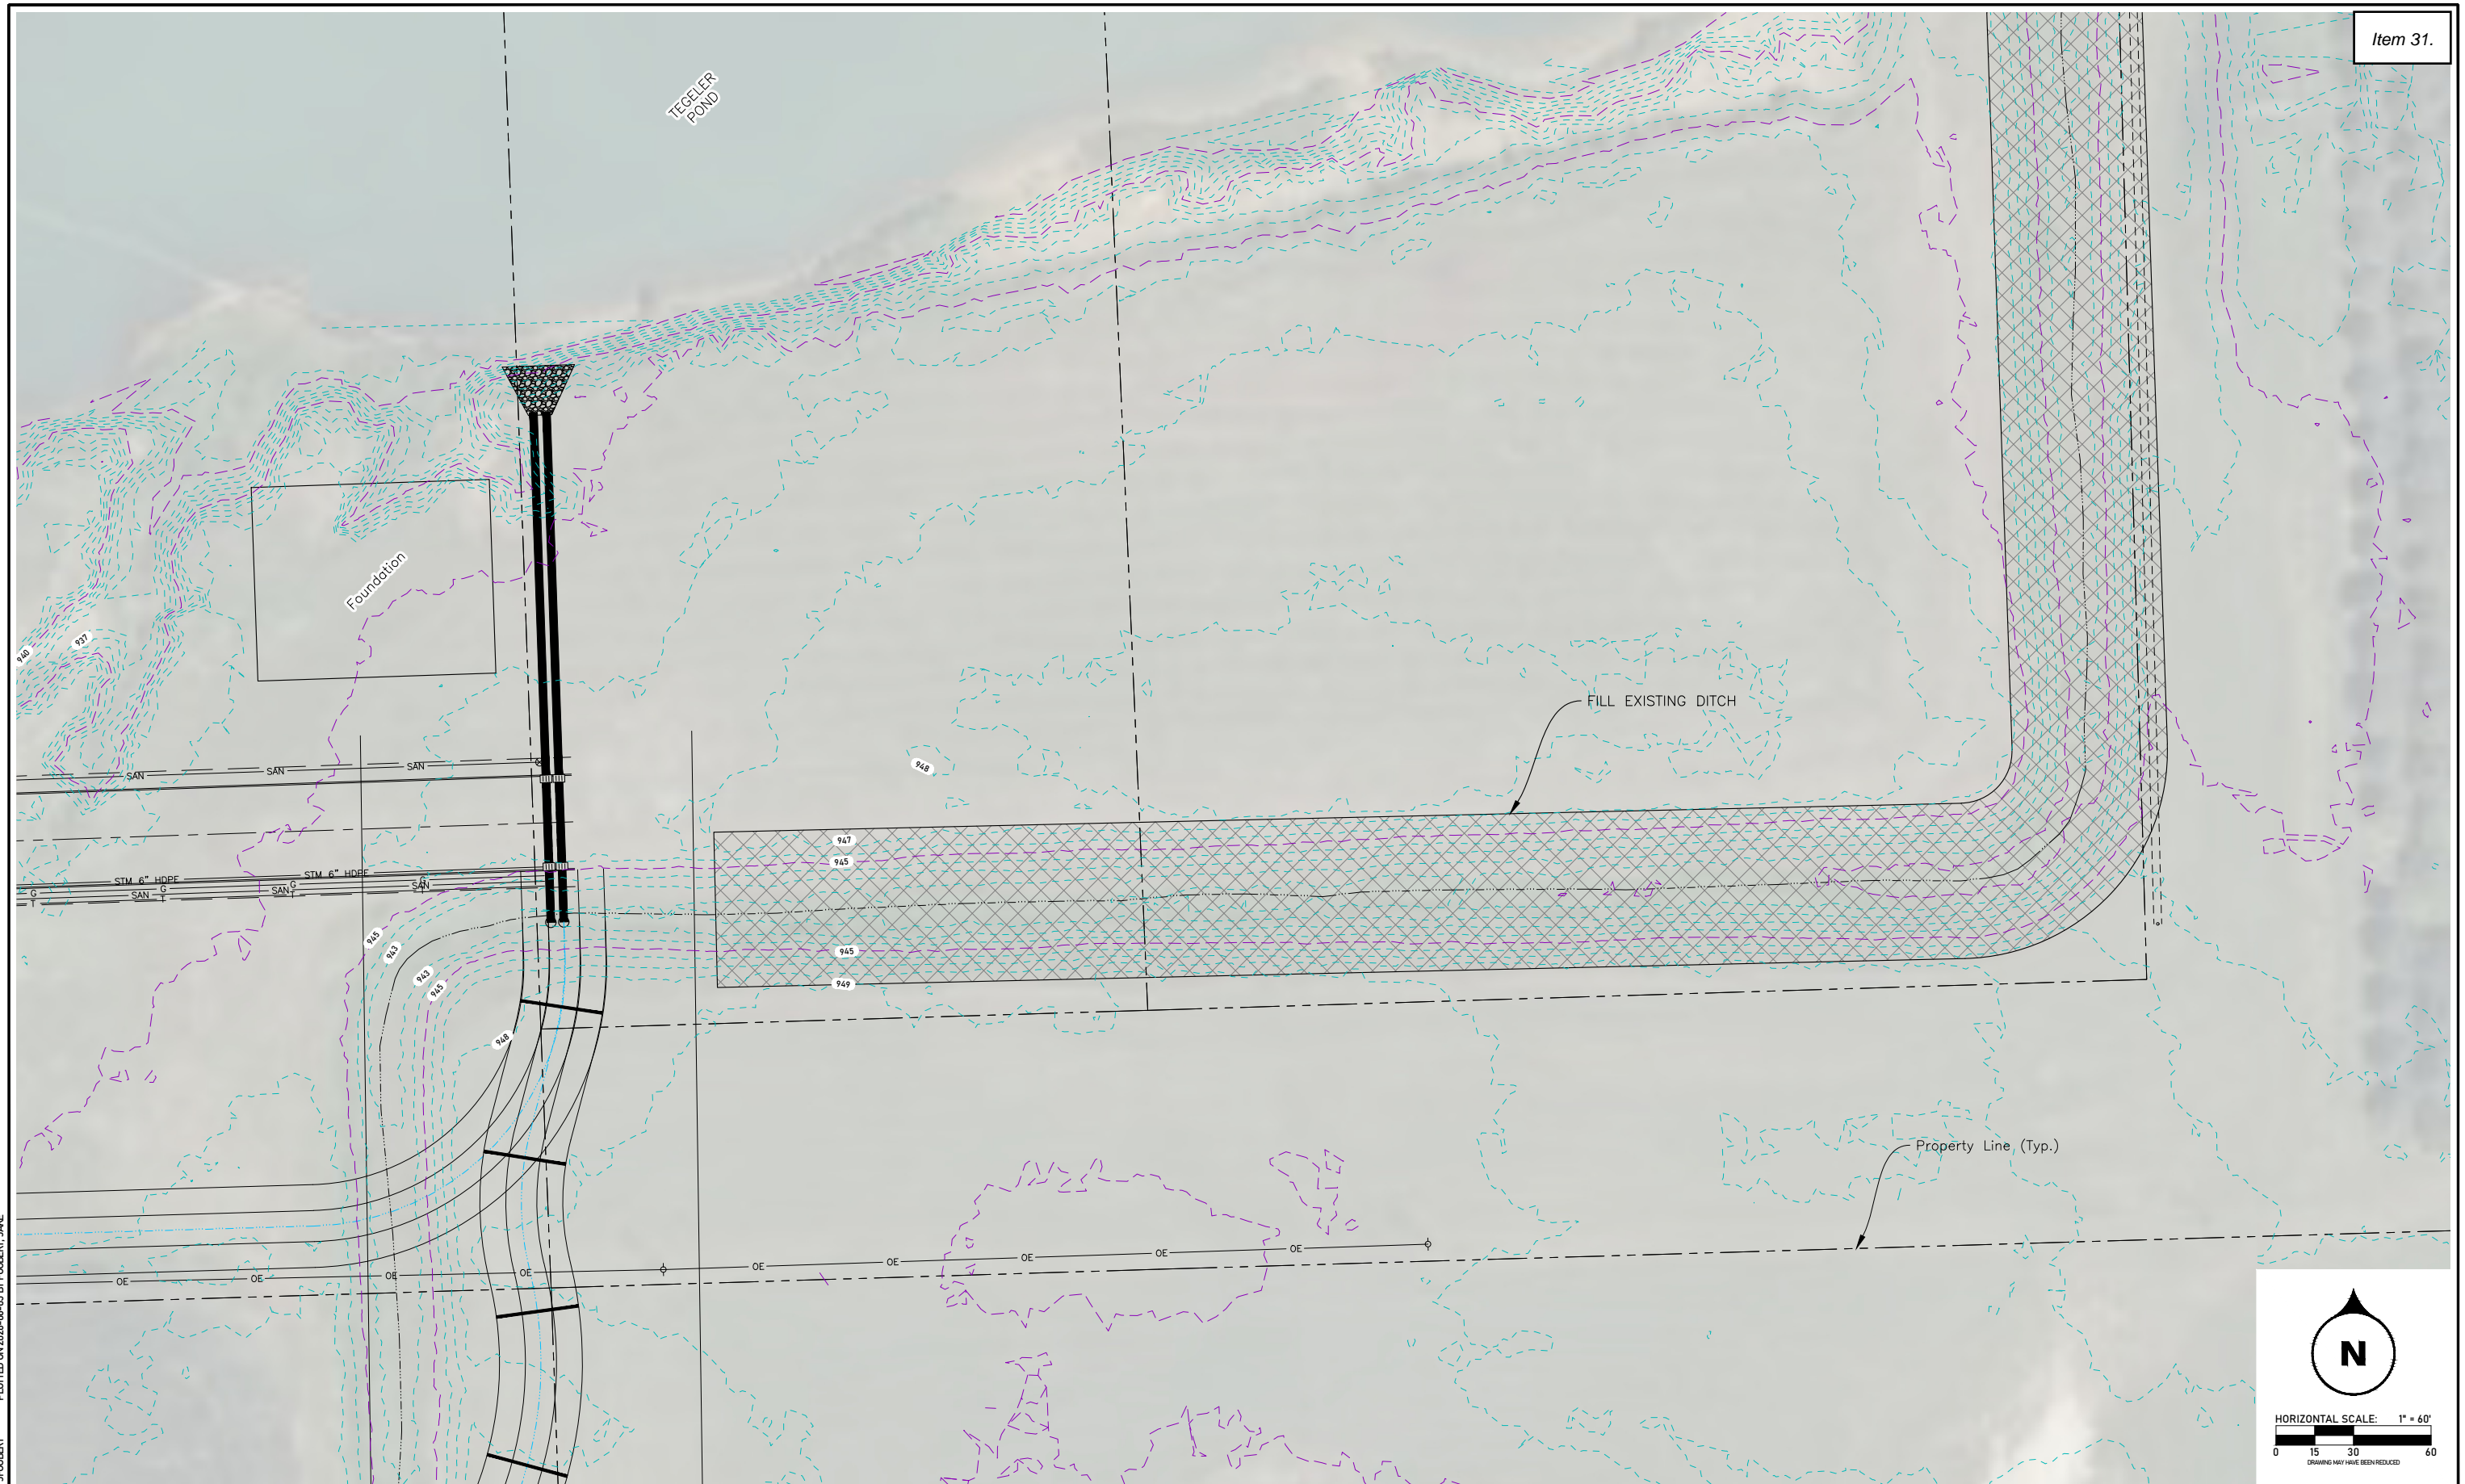 Item 31.
TEGELER
POND
Foundation
940
937
FILL EXISTING DITCH
948
SAN SAN SAN
947
945
STM 6" HDPE STM 6" HDPE
G G G G
SAN SAN SAN
T T T T
945
943
943
945
945
949
948
Property Line (Typ.)
OE OE OE OE OE OE OE OE OE
N
HORIZONTAL SCALE: 1" = 60'
0 15 30 60
DRAWING MAY HAVE BEEN REDUCED